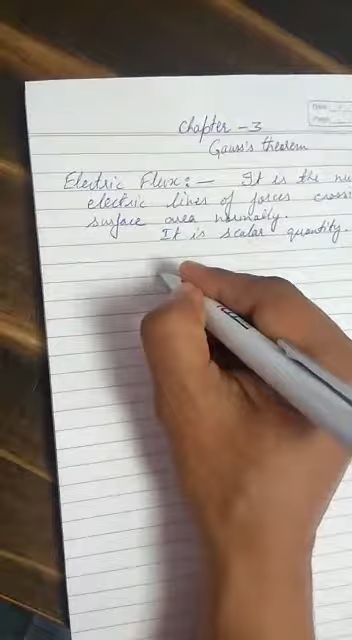 Chapter - 3
Gauss's theorem
Electric Flux :- It is the
electric lines of forces
surface area normally.
It is scalar quantity.